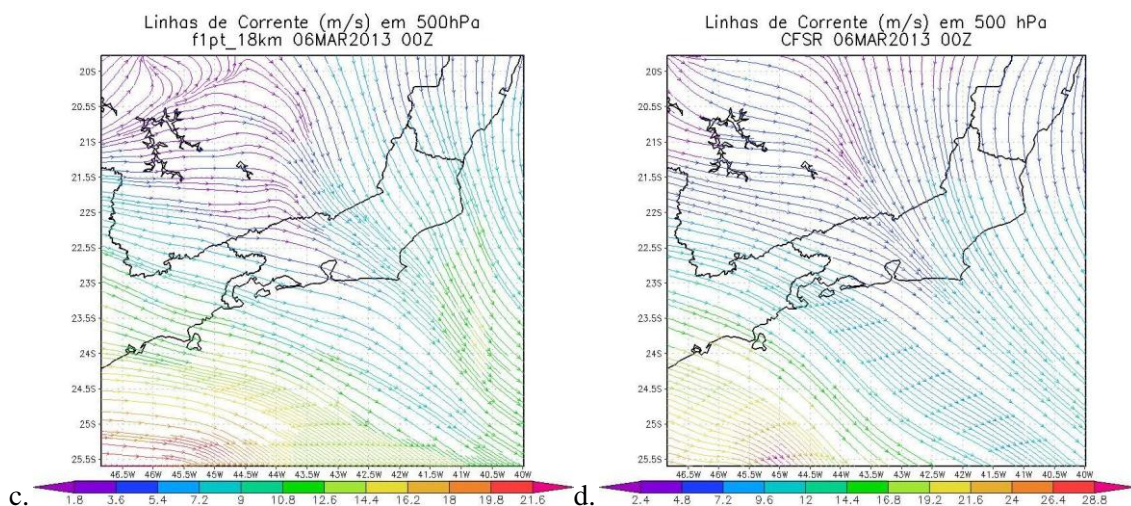 Linhas de Corrente (m/s) em 500hPa
f1pt_18km 06MAR2013 00Z
20S
20.5S
21S
21.5S
22S
22.5S
23S
23.5S
24S
24.5S
25S
25.5S
46.5W 46W 45.5W 45W 44.5W 44W 43.5W 43W 42.5W 42W 41.5W 41W 40.5W 40W
c.
1.8 3.6 5.4 7.2 9 10.8 12.6 14.4 16.2 18 19.8 21.6
Linhas de Corrente (m/s) em 500 hPa
CFSR 06MAR2013 00Z
20S
20.5S
21S
21.5S
22S
22.5S
23S
23.5S
24S
24.5S
25S
25.5S
46.5W 46W 45.5W 45W 44.5W 44W 43.5W 43W 42.5W 42W 41.5W 41W 40.5W 40W
d.
2.4 4.8 7.2 9.6 12 14.4 16.8 19.2 21.6 24 26.4 28.8